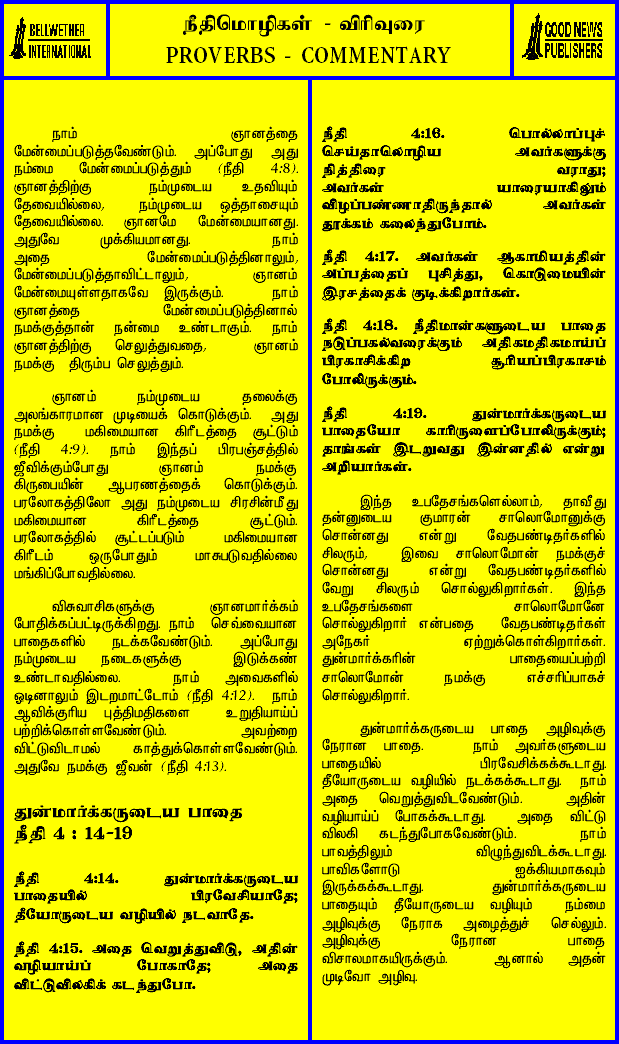 BELLWETHER
INTERNATIONAL
நீதிமொழிகள் - விரிவுரை
PROVERBS - COMMENTARY
GOOD NEWS
PUBLISHERS
நாம் ஞானத்தை
மேன்மைப்படுத்தவேண்டும். அப்போது அது
நம்மை மேன்மைப்படுத்தும் (நீதி 4:8).
ஞானத்திற்கு நம்முடைய உதவியும்
தேவையில்லை, நம்முடைய ஒத்தாசையும்
தேவையில்லை. ஞானமே மேன்மையானது.
அதுவே முக்கியமானது. நாம்
அதை மேன்மைப்படுத்தினாலும்,
மேன்மைப்படுத்தாவிட்டாலும், ஞானம்
மேன்மையுள்ளதாகவே இருக்கும். நாம்
ஞானத்தை மேன்மைப்படுத்தினால்
நமக்குத்தான் நன்மை உண்டாகும். நாம்
ஞானத்திற்கு செலுத்துவதை, ஞானம்
நமக்கு திரும்ப செலுத்தும்.
ஞானம் நம்முடைய தலைக்கு
அலங்காரமான முடியைக் கொடுக்கும். அது
நமக்கு மகிமையான கிரீடத்தை சூட்டும்
(நீதி 4:9). நாம் இந்தப் பிரபஞ்சத்தில்
ஜீவிக்கும்போது ஞானம் நமக்கு
கிருபையின் ஆபரணத்தைக் கொடுக்கும்.
பரலோகத்திலோ அது நம்முடைய சிரசின்மீது
மகிமையான கிரீடத்தை சூட்டும்.
பரலோகத்தில் சூட்டப்படும் மகிமையான
கிரீடம் ஒருபோதும் மாசுபடுவதில்லை
மங்கிப்போவதில்லை.
விசுவாசிகளுக்கு ஞானமார்க்கம்
போதிக்கப்பட்டிருக்கிறது. நாம் செவ்வையான
பாதைகளில் நடக்கவேண்டும். அப்போது
நம்முடைய நடைகளுக்கு இடுக்கண்
உண்டாவதில்லை. நாம் அவைகளில்
ஓடினாலும் இடறமாட்டோம் (நீதி 4:12). நாம்
ஆவிக்குரிய புத்திமதிகளை உறுதியாய்ப்
பற்றிக்கொள்ளவேண்டும். அவற்றை
விட்டுவிடாமல் காத்துக்கொள்ளவேண்டும்.
அதுவே நமக்கு ஜீவன் (நீதி 4:13).
துன்மார்க்கருடைய பாதை
நீதி 4 : 14-19
நீதி 4:14. துன்மார்க்கருடைய
பாதையில் பிரவேசியாதே;
தீயோருடைய வழியில் நடவாதே.
நீதி 4:15. அதை வெறுத்துவிடு, அதின்
வழியாய்ப் போகாதே; அதை
விட்டுவிலகிக் கடந்துபோ.
நீதி 4:16. பொல்லாப்புச்
செய்தாலொழிய அவர்களுக்கு
நித்திரை வராது;
அவர்கள் யாரையாகிலும்
விழப்பண்ணாதிருந்தால் அவர்கள்
தூக்கம் கலைந்துபோம்.
நீதி 4:17. அவர்கள் ஆகாமியத்தின்
அப்பத்தைப் புசித்து, கொடுமையின்
இரசத்தைக் குடிக்கிறார்கள்.
நீதி 4:18. நீதிமான்களுடைய பாதை
நடுப்பகல்வரைக்கும் அதிகமதிகமாய்ப்
பிரகாசிக்கிற சூரியப்பிரகாசம்
போலிருக்கும்.
நீதி 4:19. துன்மார்க்கருடைய
பாதையோ காரிருளைப்போலிருக்கும்;
தாங்கள் இடறுவது இன்னதில் என்று
அறியார்கள்.
இந்த உபதேசங்களெல்லாம், தாவீது
தன்னுடைய குமாரன் சாலொமோனுக்கு
சொன்னது என்று வேதபண்டிதர்களில்
சிலரும், இவை சாலொமோன் நமக்குச்
சொன்னது என்று வேதபண்டிதர்களில்
வேறு சிலரும் சொல்லுகிறார்கள். இந்த
உபதேசங்களை சாலொமோனே
சொல்லுகிறார் என்பதை வேதபண்டிதர்கள்
அநேகர் ஏற்றுக்கொள்கிறார்கள்.
துன்மார்க்கரின் பாதையைப்பற்றி
சாலொமோன் நமக்கு எச்சரிப்பாகச்
சொல்லுகிறார்.
துன்மார்க்கருடைய பாதை அழிவுக்கு
நேரான பாதை. நாம் அவர்களுடைய
பாதையில் பிரவேசிக்கக்கூடாது.
தீயோருடைய வழியில் நடக்கக்கூடாது. நாம்
அதை வெறுத்துவிடவேண்டும். அதின்
வழியாய்ப் போகக்கூடாது. அதை விட்டு
விலகி கடந்துபோகவேண்டும். நாம்
பாவத்திலும் விழுந்துவிடக்கூடாது.
பாவிகளோடு ஐக்கியமாகவும்
இருக்கக்கூடாது. துன்மார்க்கருடைய
பாதையும் தீயோருடைய வழியும் நம்மை
அழிவுக்கு நேராக அழைத்துச் செல்லும்.
அழிவுக்கு நேரான பாதை
விசாலமாகயிருக்கும். ஆனால் அதன்
முடிவோ அழிவு.